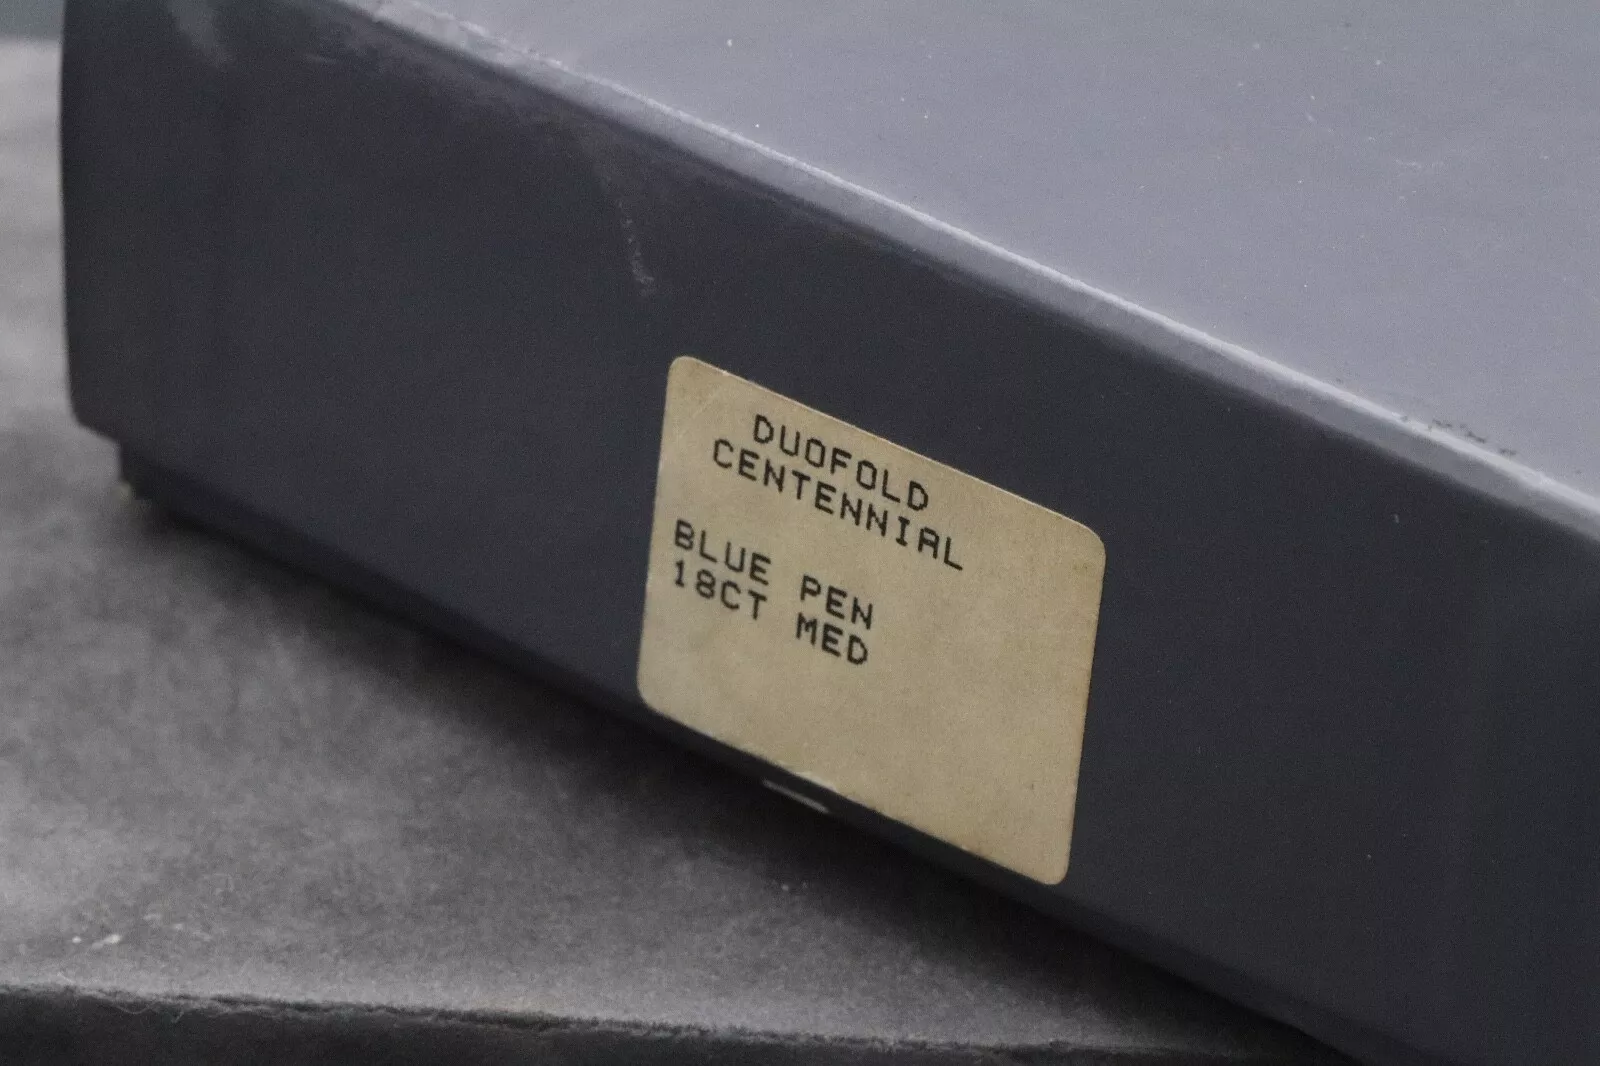 DUOFOLD
CENTENNIAL
BLUE PEN
18CT MED